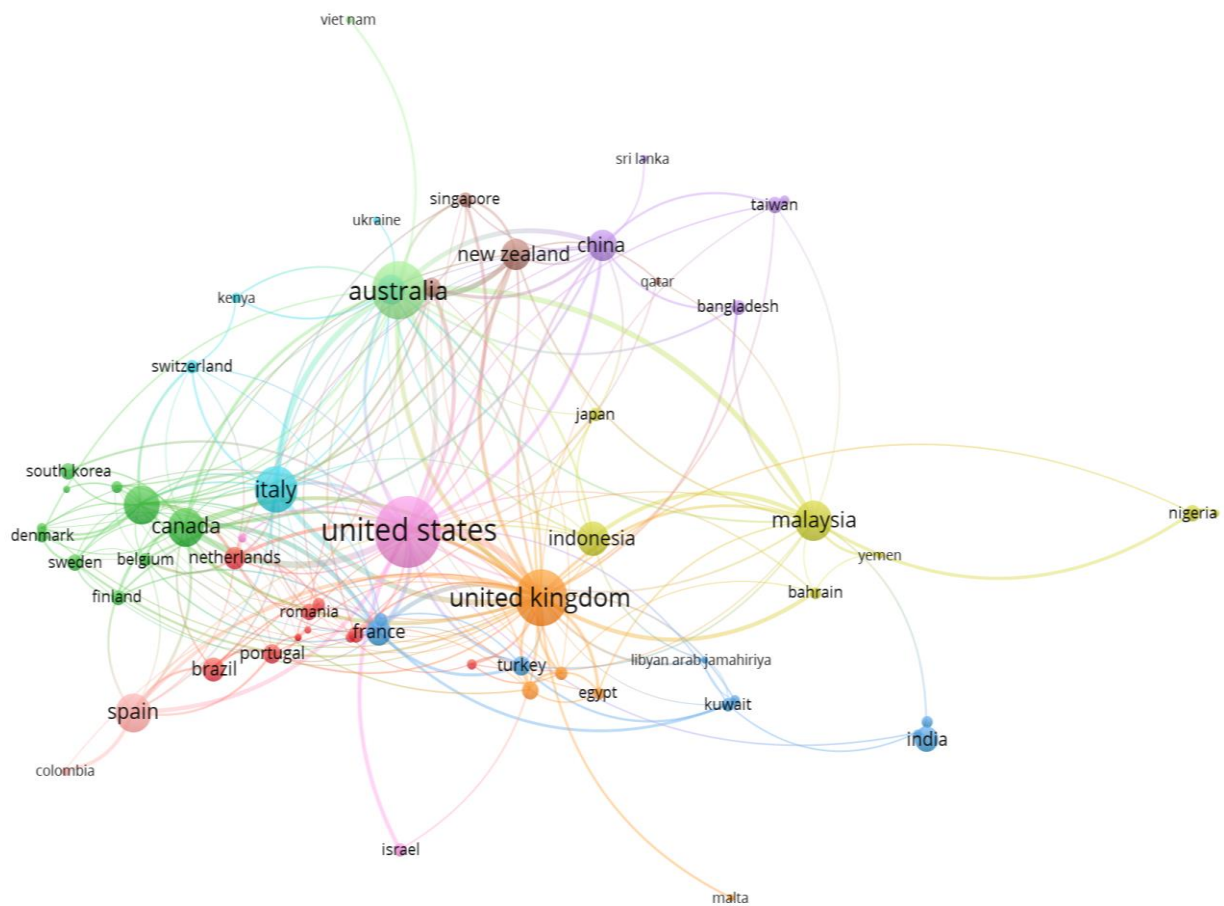 viet nam
sri lanka
singapore
taiwan
ukraine
china
new zealand
qatar
australia
kenya
bangladesh
switzerland
japan
south korea
italy
nigeria
malaysia
canada
united states
denmark
indonesia
netherlands
yemen
sweden
belgium
bahrain
finland
united kingdom
romania
france
portugal
libyan arab jamahiriya
turkey
brazil
egypt
kuwait
spain
india
colombia
israel
malta